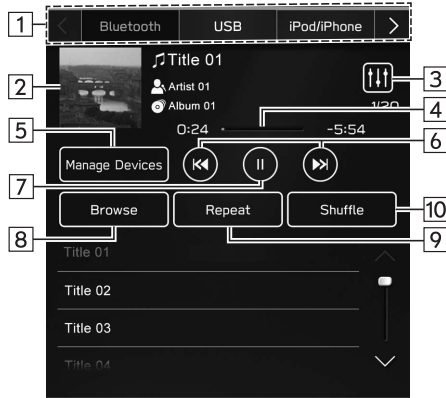 1 Bluetooth USB iPod/iPhone
2 Title 01 3
Artist 01
Album 01 1/20 4
0:24 -5:54
5 Manage Devices 6
7
Browse Repeat Shuffle 10
8 9
Title 01
Title 02
Title 03
Title 04